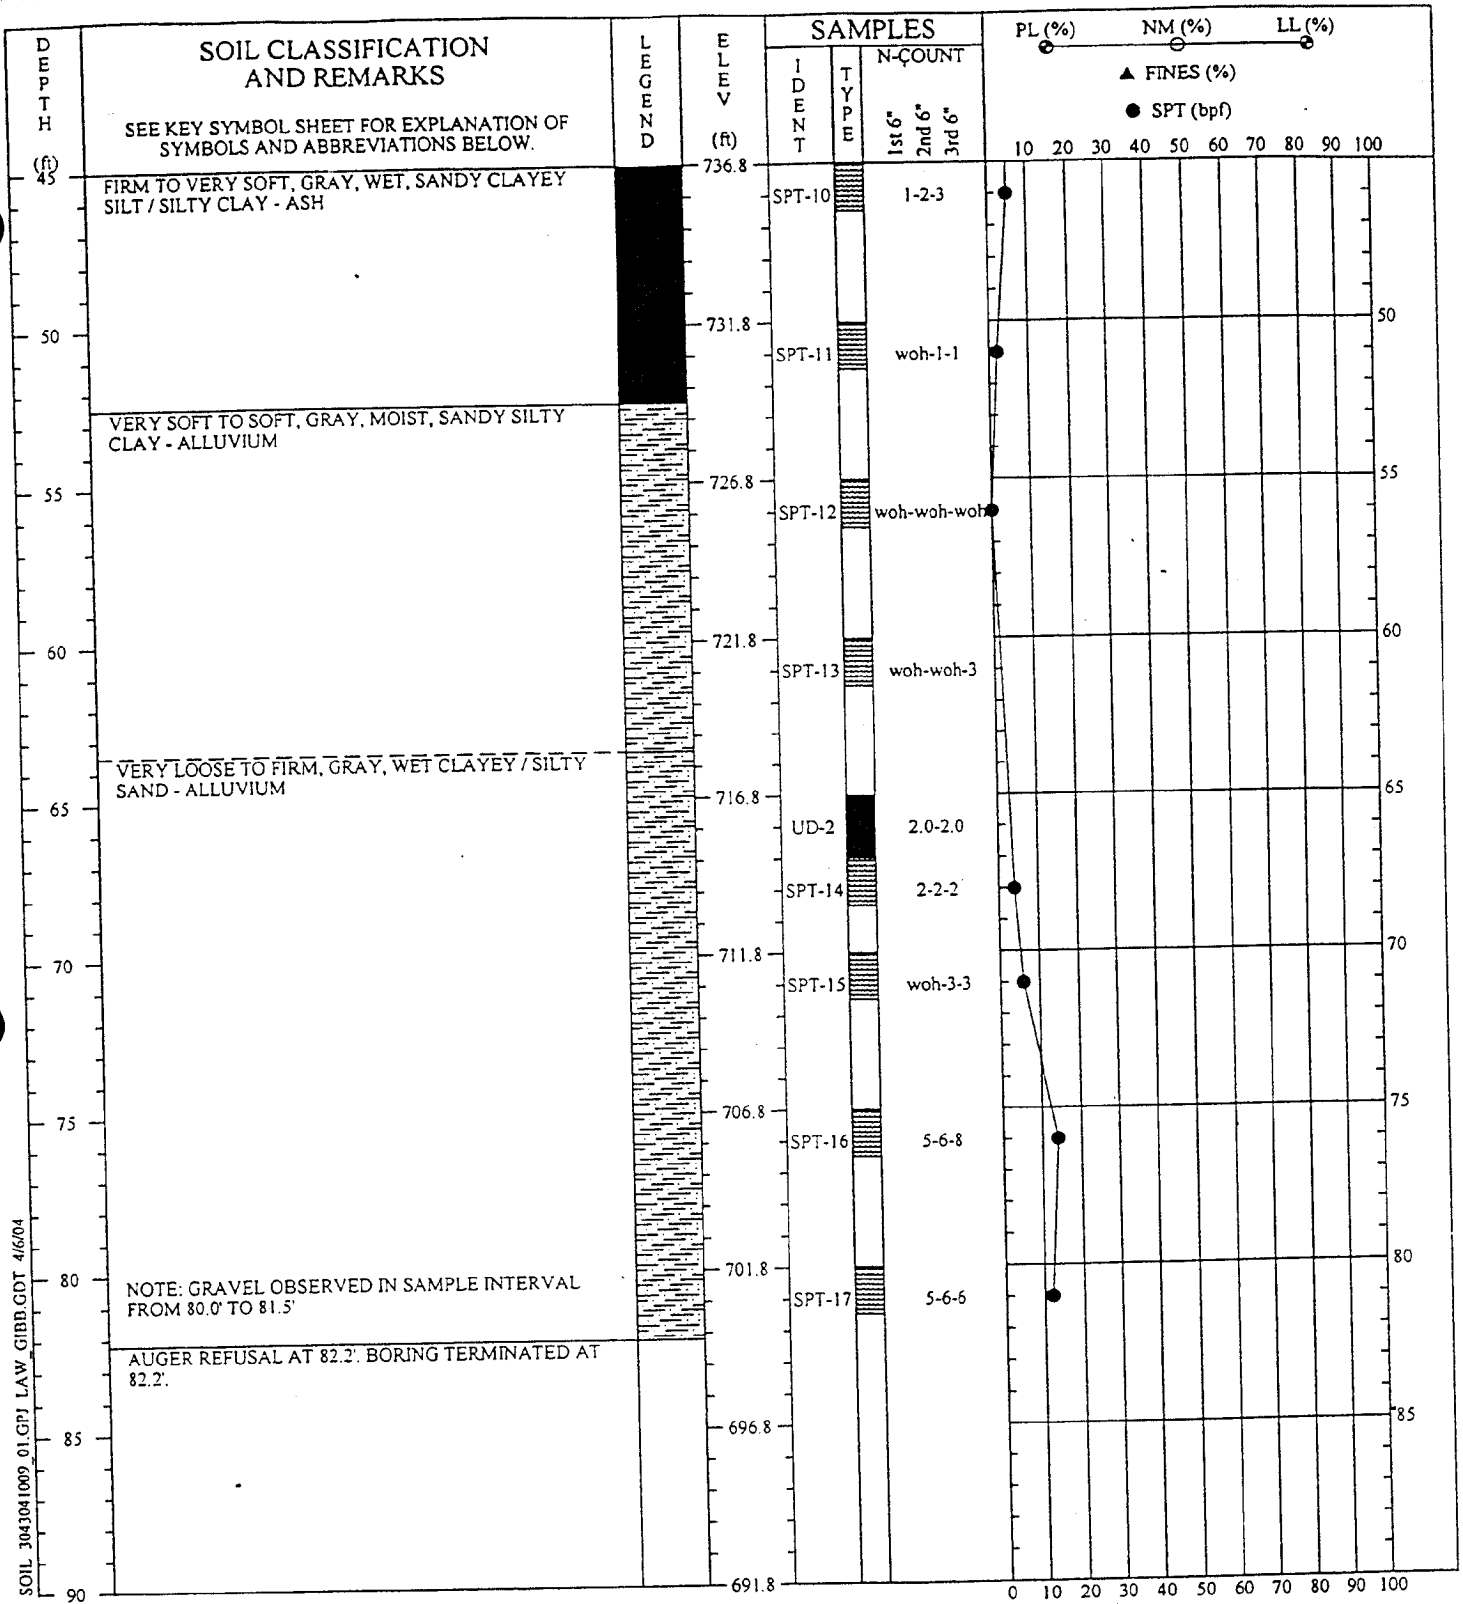 DEPTH (ft)
SOIL CLASSIFICATION
AND REMARKS
SEE KEY SYMBOL SHEET FOR EXPLANATION OF
SYMBOLS AND ABBREVIATIONS BELOW.
LEGEND
ELEV (ft)
SAMPLES
IDENT
TYPE
N-COUNT
1st 6"
2nd 6"
3rd 6"
PL (%) NM (%) LL (%)
▲ FINES (%)
● SPT (bpf)
10 20 30 40 50 60 70 80 90 100
45
736.8
FIRM TO VERY SOFT, GRAY, WET, SANDY CLAYEY
SILT / SILTY CLAY - ASH
SPT-10 1-2-3
50 731.8 50
SPT-11 woh-1-1
VERY SOFT TO SOFT, GRAY, MOIST, SANDY SILTY
CLAY - ALLUVIUM
55 726.8 55
SPT-12 woh-woh-woh
60 721.8 60
SPT-13 woh-woh-3
VERY LOOSE TO FIRM, GRAY, WET CLAYEY / SILTY
SAND - ALLUVIUM
65 716.8 65
UD-2 2.0-2.0
SPT-14 2-2-2
70 711.8 70
SPT-15 woh-3-3
75 706.8 75
SPT-16 5-6-8
80 701.8 80
NOTE: GRAVEL OBSERVED IN SAMPLE INTERVAL
FROM 80.0' TO 81.5'
SPT-17 5-6-6
AUGER REFUSAL AT 82.2'. BORING TERMINATED AT
82.2'.
85 696.8 85
90 691.8
0 10 20 30 40 50 60 70 80 90 100
SOIL 3043041009_01.GPJ LAW_GIBB.GDT 4/6/04